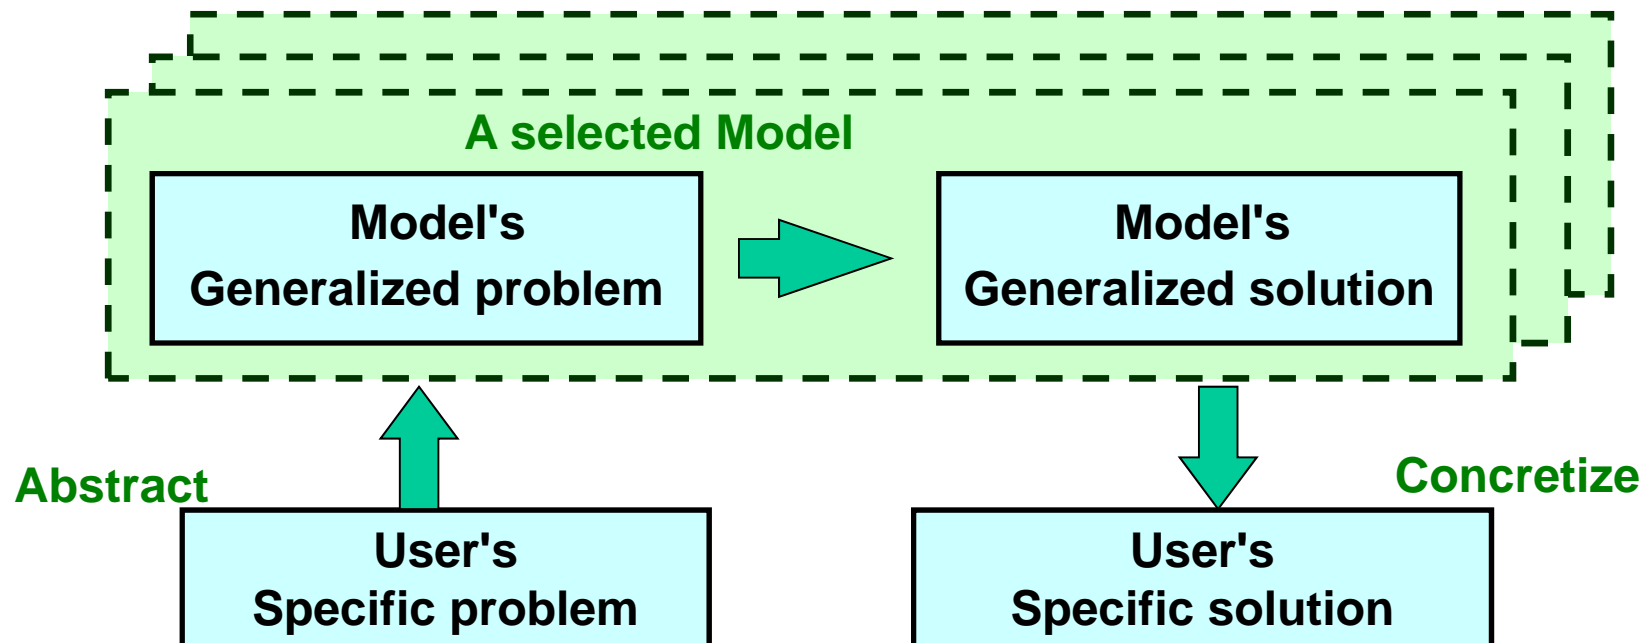 A selected Model
Model's
Generalized problem
Model's
Generalized solution
Abstract
Concretize
User's
Specific problem
User's
Specific solution